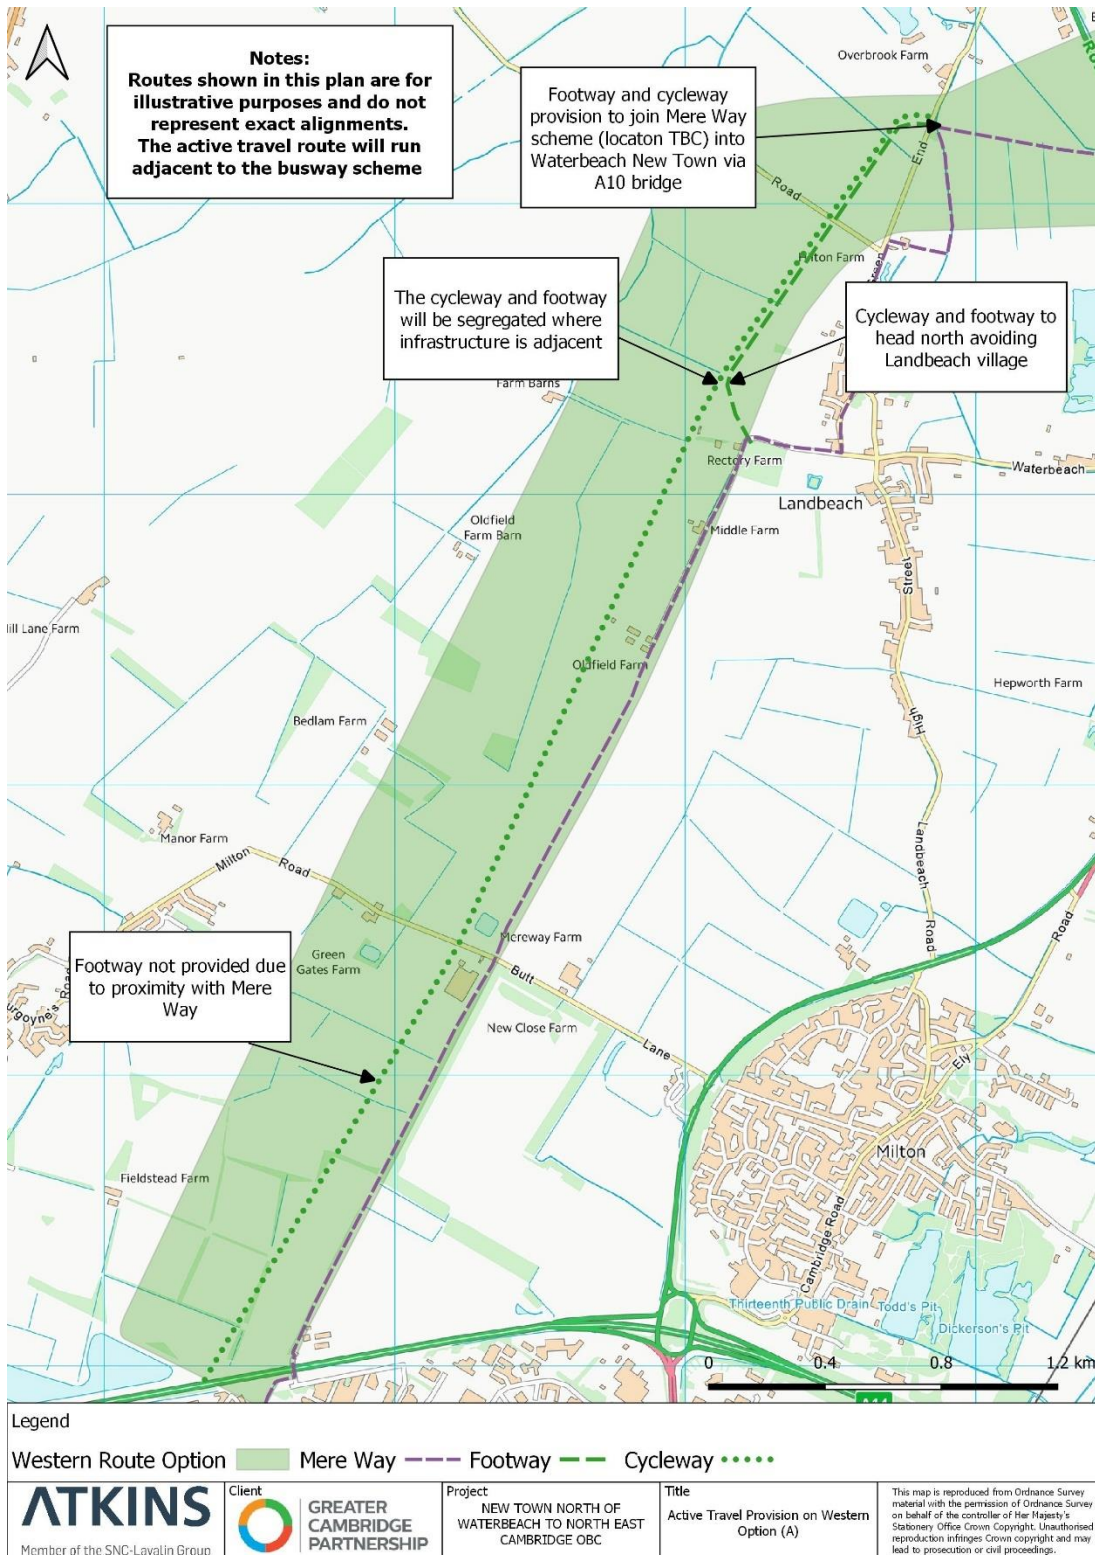 Notes:
Routes shown in this plan are for
illustrative purposes and do not
represent exact alignments.
The active travel route will run
adjacent to the busway scheme
Overbrook Farm
Footway and cycleway
provision to join Mere Way
scheme (locaton TBC) into
Waterbeach New Town via
A10 bridge
End
Road
The cycleway and footway
will be segregated where
infrastructure is adjacent
Cycleway and footway to
head north avoiding
Landbeach village
Farm Barns
Rectory Farm
Waterbeach
Landbeach
Oldfield
Farm Barn
Middle Farm
Street
ill Lane Farm
Oldfield Farm
Hepworth Farm
High
Bedlam Farm
Manor Farm
Milton
Road
Landbeach
Road
Road
Footway not provided due
to proximity with Mere
Way
Green
Gates Farm
Mereway Farm
Butt
Lane
New Close Farm
Ely
Milton
Fieldstead Farm
Cambridge Road
Thirteenth Public Drain
Todd's Pit
Dickerson's Pit
0 0.4 0.8 1.2 km
Legend
Western Route Option Mere Way Footway Cycleway
ATKINS
Member of the SNC-Lavalin Group
Client
GREATER
CAMBRIDGE
PARTNERSHIP
Project
NEW TOWN NORTH OF
WATERBEACH TO NORTH EAST
CAMBRIDGE OBC
Title
Active Travel Provision on Western
Option (A)
This map is reproduced from Ordnance Survey
material with the permission of Ordnance Survey
on behalf of the controller of Her Majesty's
Stationery Office Crown Copyright. Unauthorised
reproduction infringes Crown copyright and may
lead to prosecution or civil proceedings.